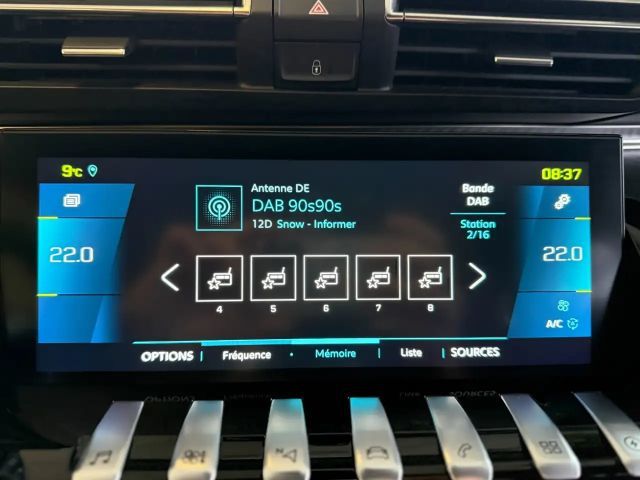 9°C
08:37
Antenne DE
DAB 90s90s
12D Snow - Informer
Bande
DAB
Station
2/16
22.0
22.0
4 5 6 7 8
A/C
OPTIONS Fréquence Mémoire Liste SOURCES